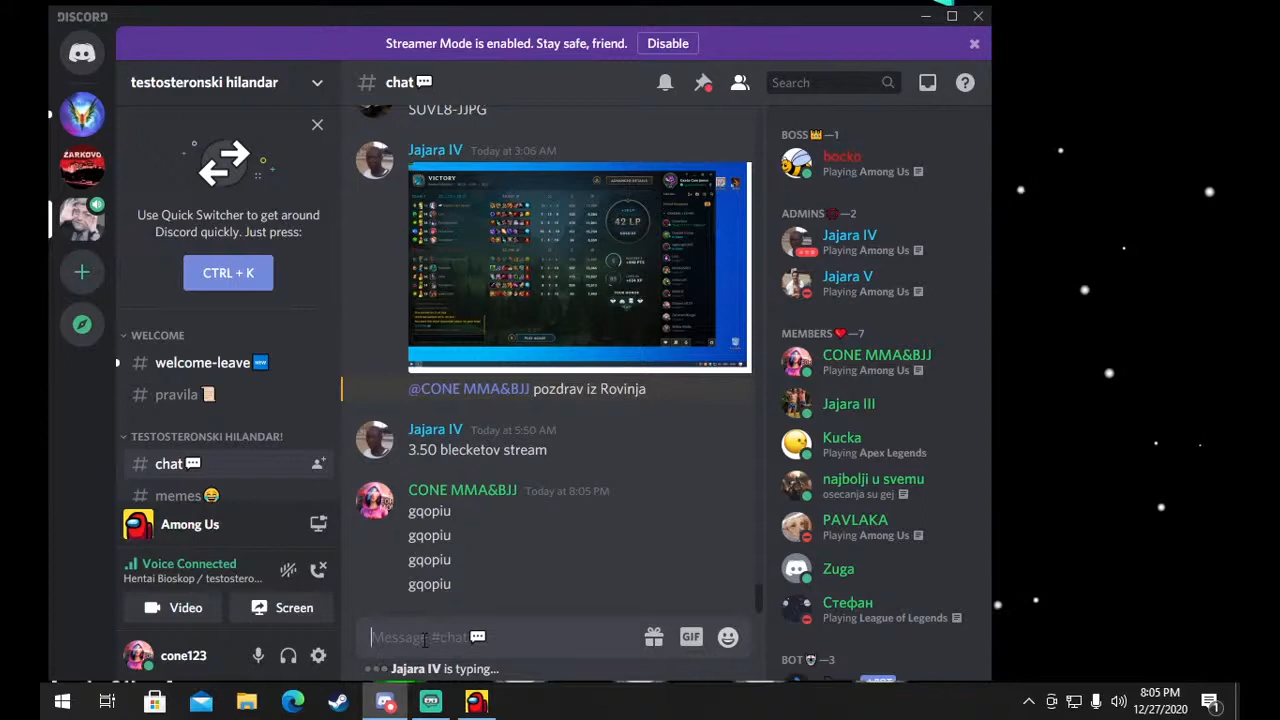 DISCORD
Streamer Mode is enabled. Stay safe, friend. Disable
testosteronski hilandar
# chat
Search
Use Quick Switcher to get around
Discord quickly. Just press:
CTRL + K
WELCOME
# welcome-leave
# pravila
TESTOSTERONSKI HILANDAR!
# chat
# memes
Among Us
Voice Connected
Hentai Bioskop / testostero...
Video
Screen
cone123
SUVL8-JJPG
Jajara IV Today at 3:06 AM
VICTORY
42 LP
@CONE MMA&BJJ pozdrav iz Rovinja
Jajara IV Today at 5:50 AM
3.50 blecketov stream
CONE MMA&BJJ Today at 8:05 PM
gqopiu
gqopiu
gqopiu
gqopiu
Message #chat
GIF
Jajara IV is typing...
BOSS —1
bocko
Playing Among Us
ADMINS —2
Jajara IV
Playing Among Us
Jajara V
Playing Among Us
MEMBERS —7
CONE MMA&BJJ
Playing Among Us
Jajara III
Kucka
Playing Apex Legends
najbolji u svemu
osecanja su gej
PAVLAKA
Playing Among Us
Zuga
Стефан
Playing League of Legends
BOT —3
ŽARKOVO
8:05 PM
12/27/2020
1